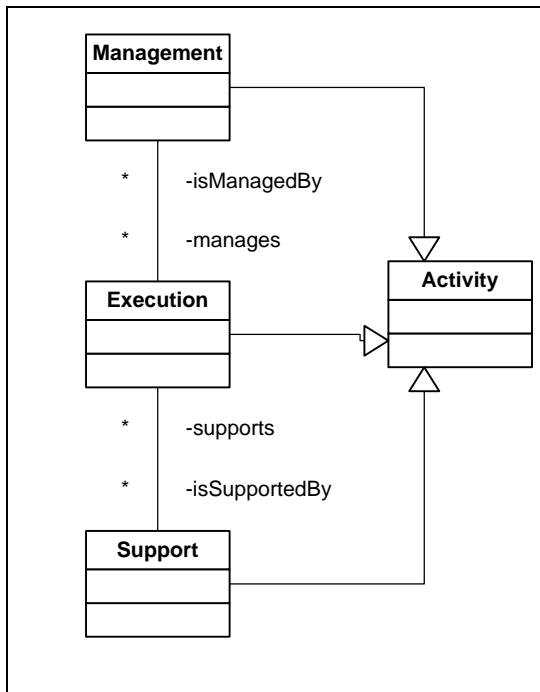 Management
* -isManagedBy
* -manages
Execution
Activity
* -supports
* -isSupportedBy
Support